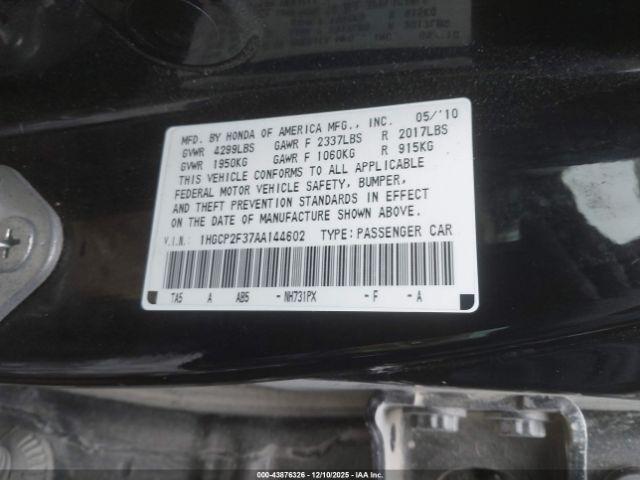 MFD. BY HONDA OF AMERICA MFG., INC. 05/'10
GVWR 4299LBS GAWR F 2337LBS R 2017LBS
GVWR 1950KG GAWR F 1060KG R 915KG
THIS VEHICLE CONFORMS TO ALL APPLICABLE
FEDERAL MOTOR VEHICLE SAFETY, BUMPER,
AND THEFT PREVENTION STANDARDS IN EFFECT
ON THE DATE OF MANUFACTURE SHOWN ABOVE.
V.I.N.: 1HGCP2F37AA144602 TYPE: PASSENGER CAR
TA5 A AB5 - NH731PX - F - A
000-43876326 - 12/10/2025 - IAA, INC.